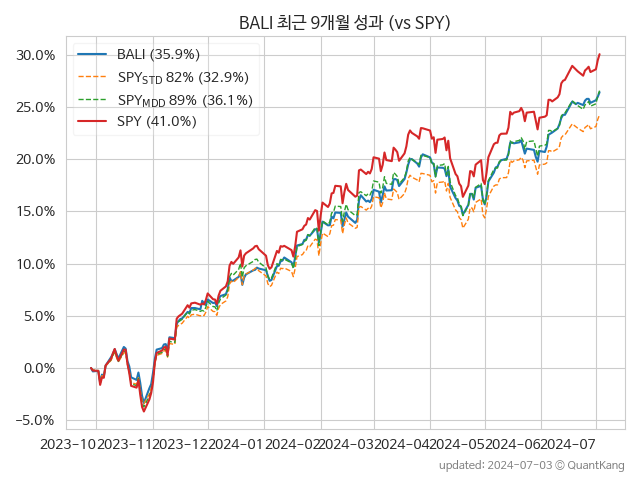 BALI 최근 9개월 성과 (vs SPY)
BALI (35.9%)
SPY_STD 82% (32.9%)
SPY_MDD 89% (36.1%)
SPY (41.0%)
30.0%
25.0%
20.0%
15.0%
10.0%
5.0%
0.0%
−5.0%
2023-10 2023-11 2023-12 2024-01 2024-02 2024-03 2024-04 2024-05 2024-06 2024-07
updated: 2024-07-03 © QuantKang